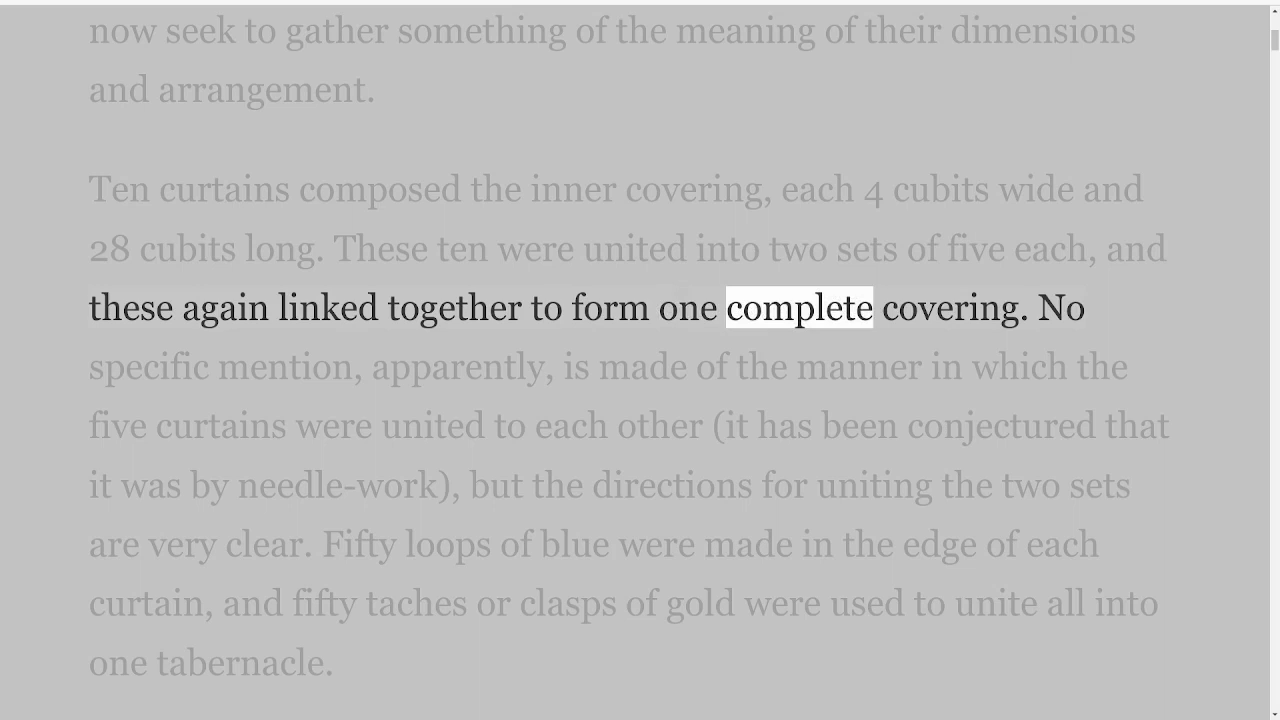 now seek to gather something of the meaning of their dimensions
and arrangement.
Ten curtains composed the inner covering, each 4 cubits wide and
28 cubits long. These ten were united into two sets of five each, and
these again linked together to form one complete covering. No
specific mention, apparently, is made of the manner in which the
five curtains were united to each other (it has been conjectured that
it was by needle-work), but the directions for uniting the two sets
are very clear. Fifty loops of blue were made in the edge of each
curtain, and fifty taches or clasps of gold were used to unite all into
one tabernacle.